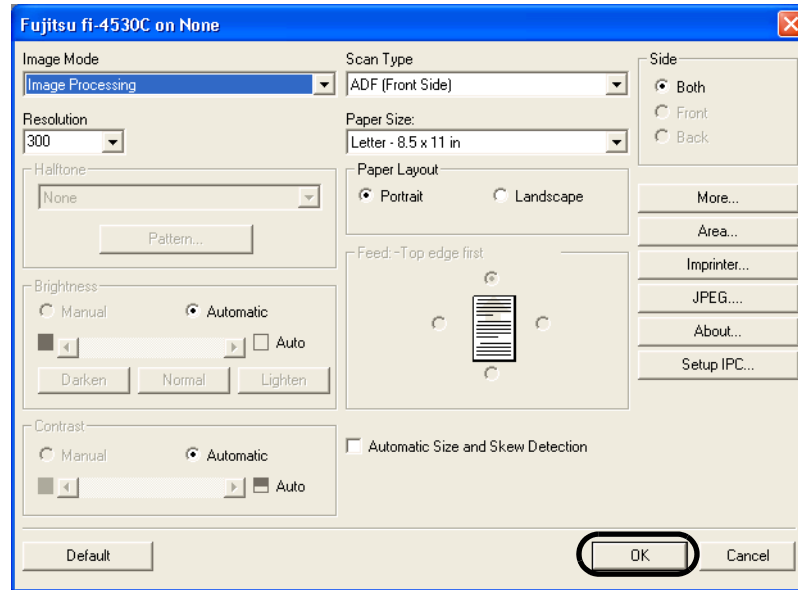 Fujitsu fi-4530C on None
Image Mode
Image Processing
Scan Type
ADF (Front Side)
Side
Both
Front
Back
Resolution
300
Paper Size:
Letter - 8.5 x 11 in
Halftone
None
Pattern...
Paper Layout
Portrait Landscape
More...
Area...
Imprinter...
JPEG....
About...
Setup IPC...
Feed:-Top edge first
Brightness
Manual Automatic
Auto
Darken Normal Lighten
Contrast
Manual Automatic
Auto
Automatic Size and Skew Detection
Default OK Cancel